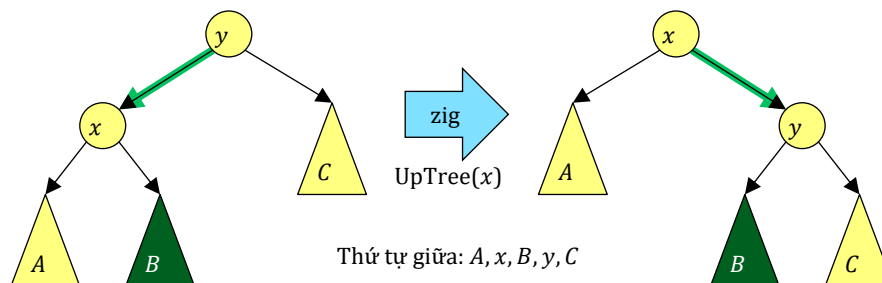 y
x
x
zig
y
C
A
UpTree(x)
A
B
B
C
Thứ tự giữa: A, x, B, y, C